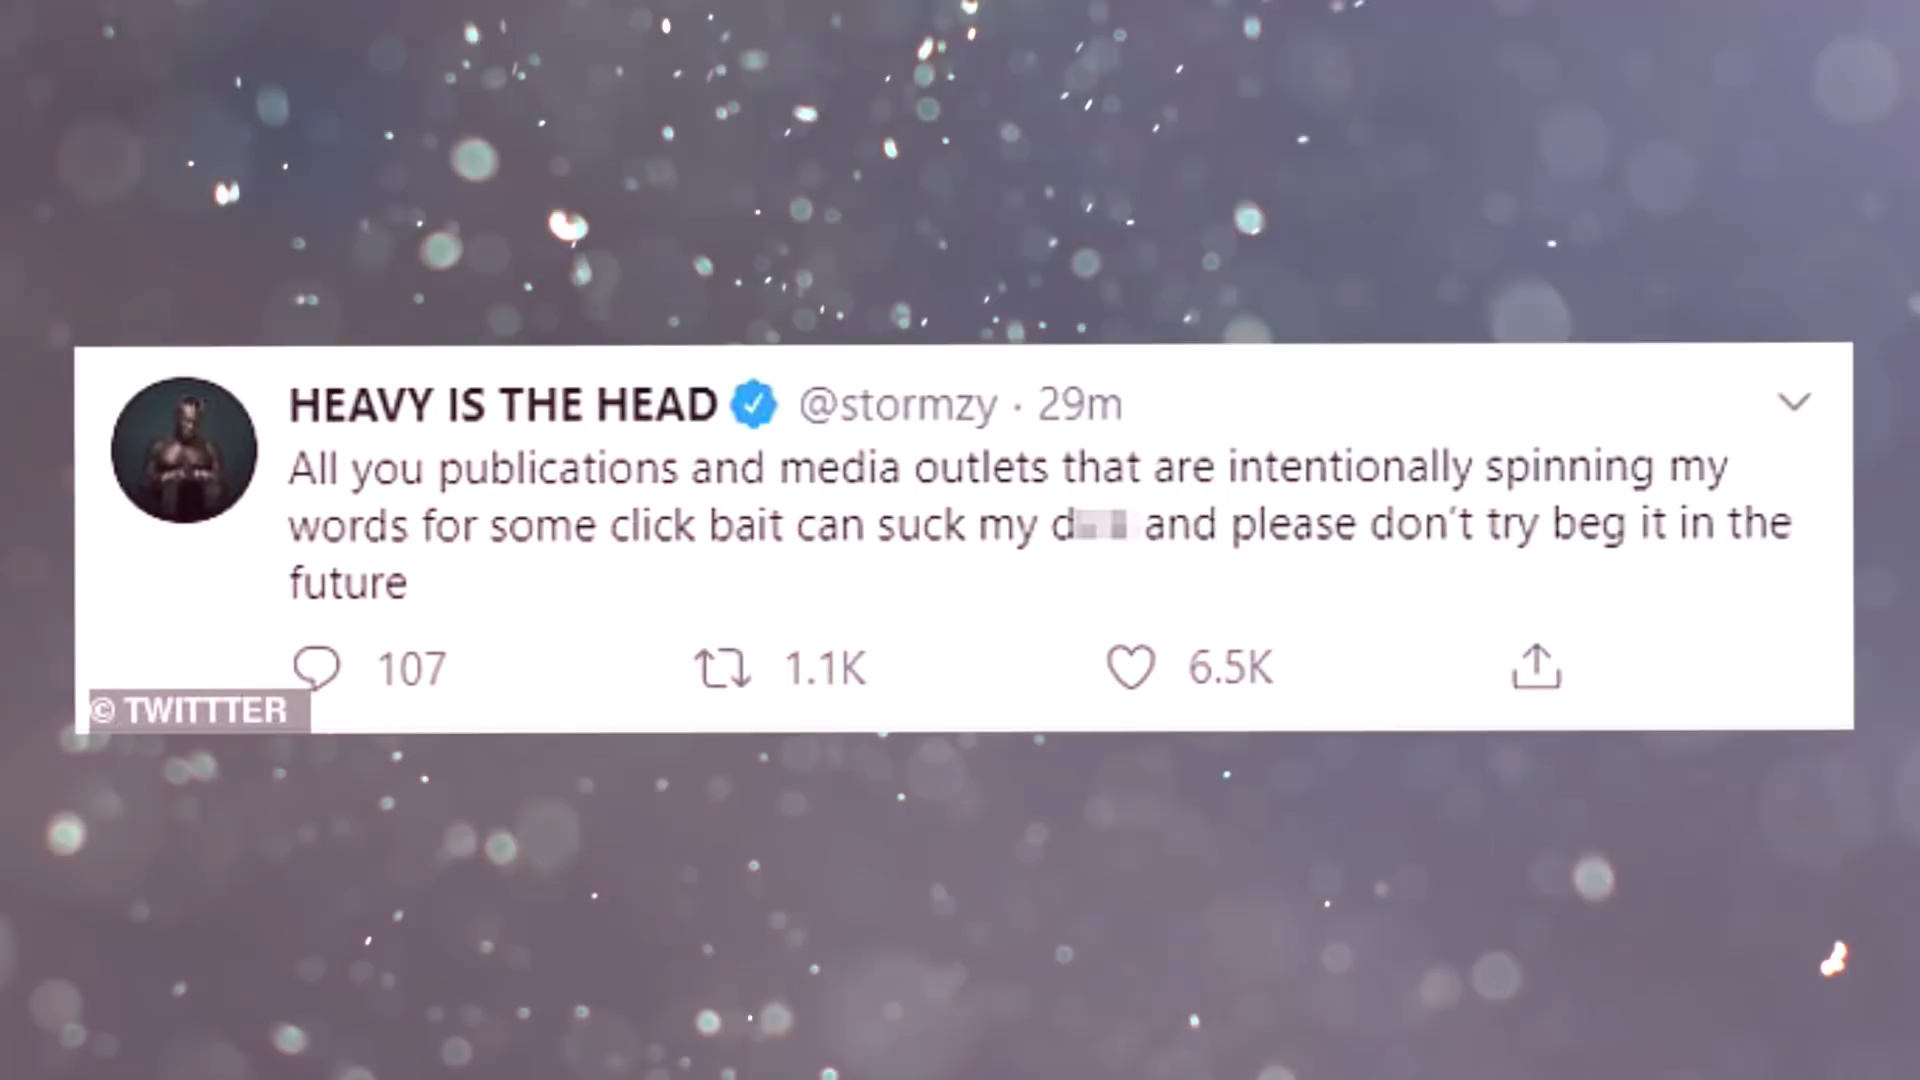 HEAVY IS THE HEAD @stormzy · 29m
All you publications and media outlets that are intentionally spinning my
words for some click bait can suck my d and please don't try beg it in the
future
107 1.1K 6.5K
© TWITTTER